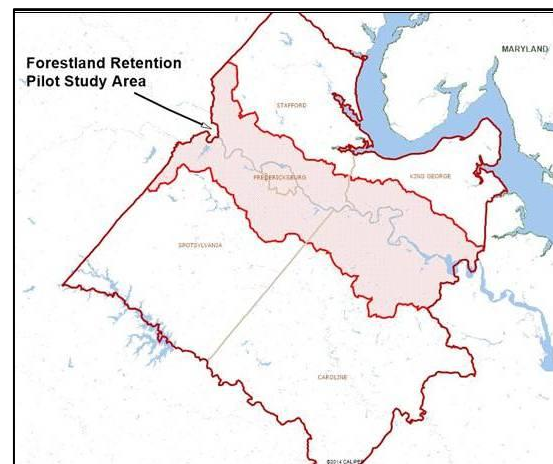 MARYLAND
Forestland Retention
Pilot Study Area
STAFFORD
FREDERICKSBURG
KING GEORGE
SPOTSYLVANIA
CAROLINE
©2014 CALIPER